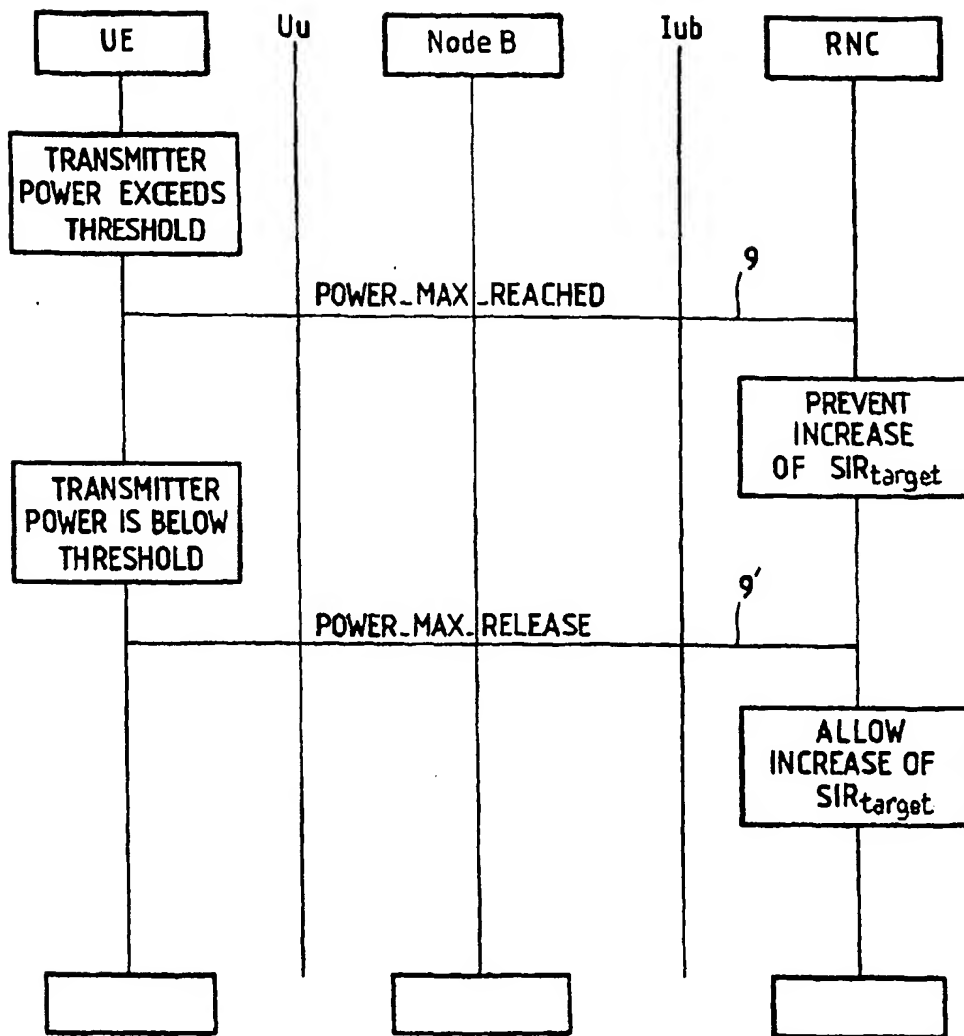 UE
Uu
Node B
Iub
RNC
TRANSMITTER
POWER EXCEEDS
THRESHOLD
9
POWER_MAX_REACHED
PREVENT
INCREASE
OF SIRtarget
TRANSMITTER
POWER IS BELOW
THRESHOLD
9'
POWER_MAX_RELEASE
ALLOW
INCREASE OF
SIRtarget